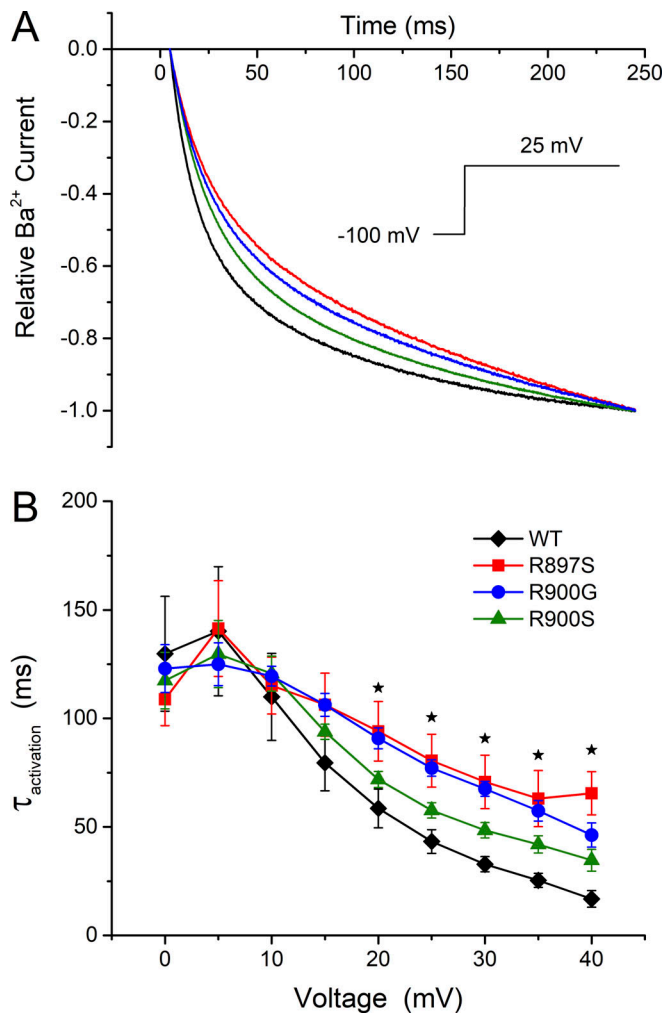 A
Time (ms)
0 50 100 150 200 250
0.0
-0.2
-0.4
-0.6
-0.8
-1.0
Relative Ba²⁺ Current
25 mV
-100 mV
B
200
150
100
50
0
τactivation (ms)
WT
R897S
R900G
R900S
0 10 20 30 40
Voltage (mV)